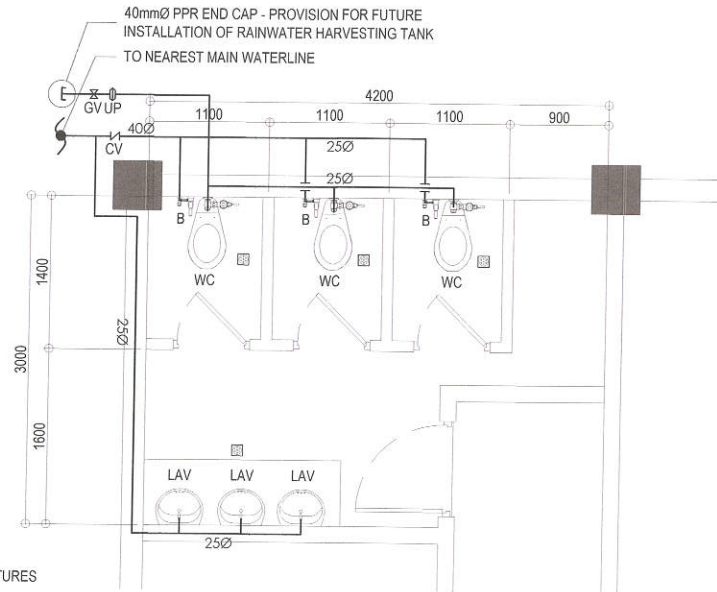 40mmØ PPR END CAP - PROVISION FOR FUTURE
INSTALLATION OF RAINWATER HARVESTING TANK
TO NEAREST MAIN WATERLINE
GV UP
4200
1100
1100
1100
900
40Ø
CV
25Ø
25Ø
B
B
B
WC
WC
WC
1400
25Ø
3000
1600
LAV
LAV
LAV
25Ø
TURES